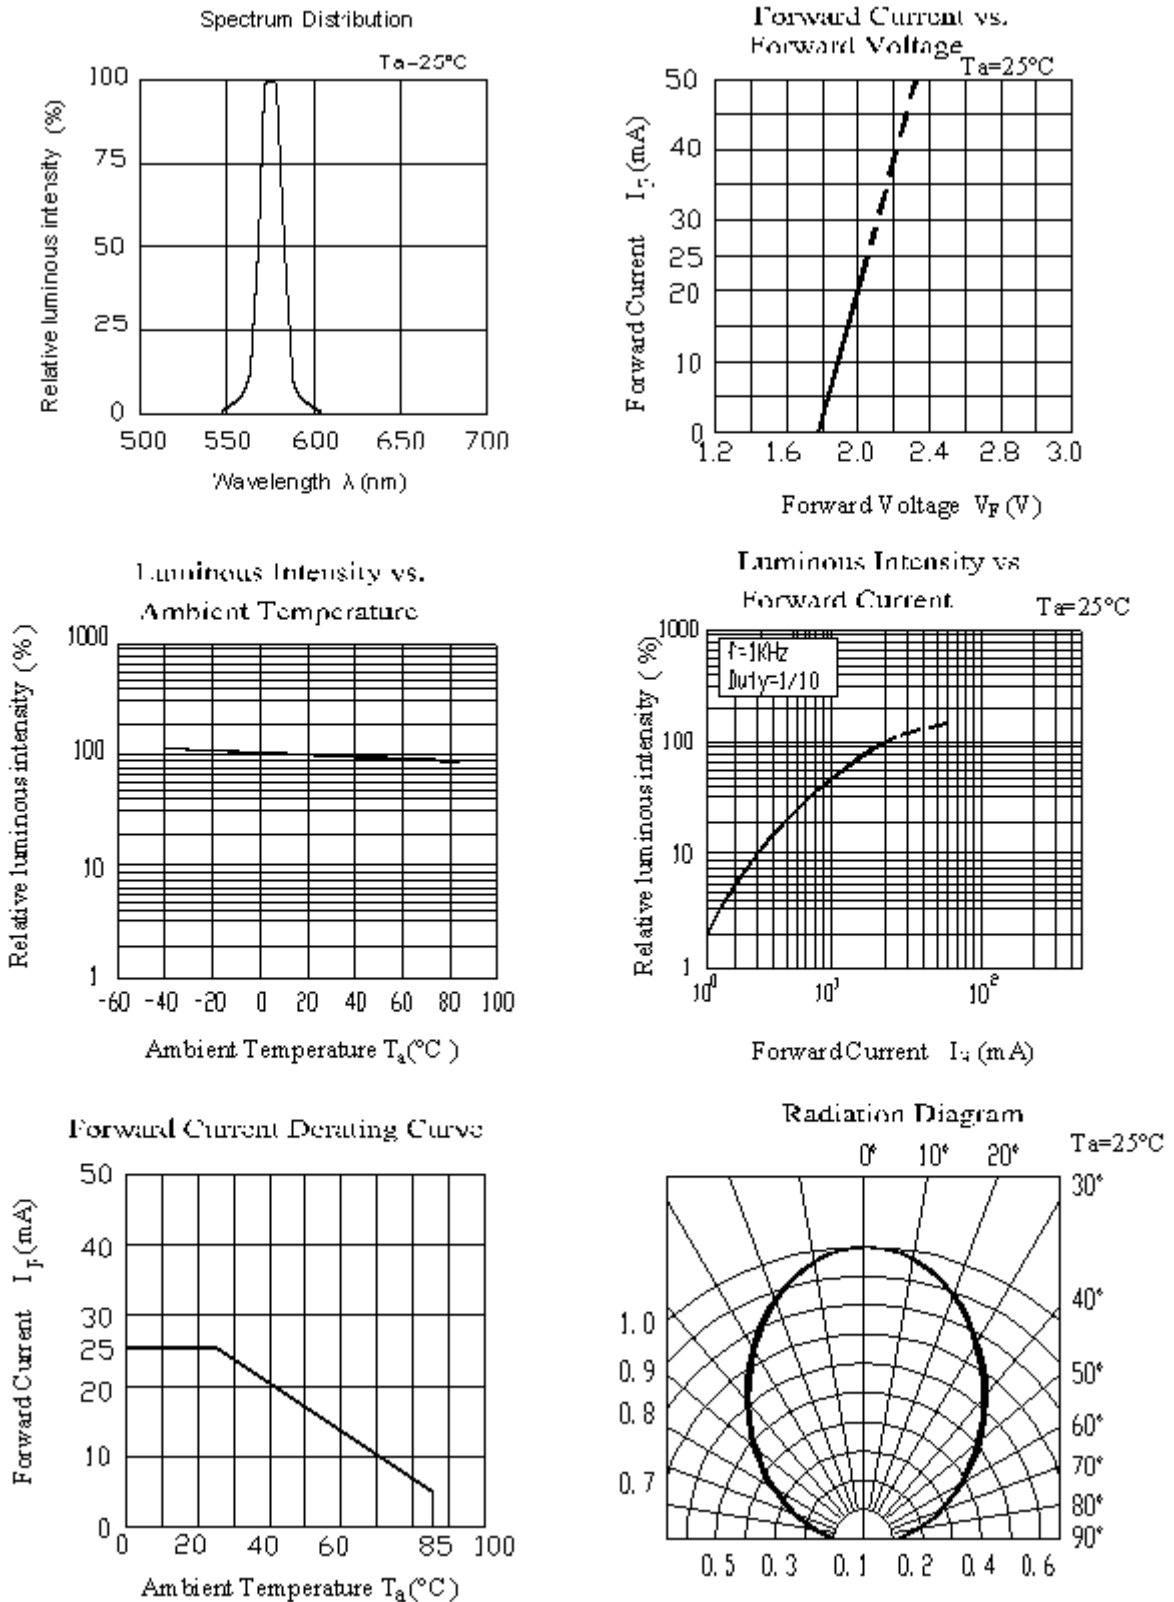 Spectrum Distribution
Ta=25°C
Relative luminous intensity (%)
100
75
50
25
0
500 550 600 650 700
Wavelength λ (nm)
Forward Current vs.
Forward Voltage
Ta=25°C
Forward Current I_F (mA)
50
40
30
25
20
10
0
1.2 1.6 2.0 2.4 2.8 3.0
Forward Voltage V_F (V)
Luminous Intensity vs.
Ambient Temperature
Relative luminous intensity (%)
1000
100
10
1
-60 -40 -20 0 20 40 60 80 100
Ambient Temperature T_a(°C )
Luminous Intensity vs
Forward Current
Ta=25°C
Relative luminous intensity ( %)
1000
100
10
1
f=1KHz
Duty=1/10
10⁰ 10¹ 10²
Forward Current I_F (mA)
Forward Current Derating Curve
Forward Current I_F (mA)
50
40
30
25
20
10
0
0 20 40 60 85 100
Ambient Temperature T_a(°C)
Radiation Diagram
Ta=25°C
0° 10° 20°
30°
40°
50°
60°
70°
80°
90°
1.0
0.9
0.8
0.7
0.5 0.3 0.1 0.2 0.4 0.6